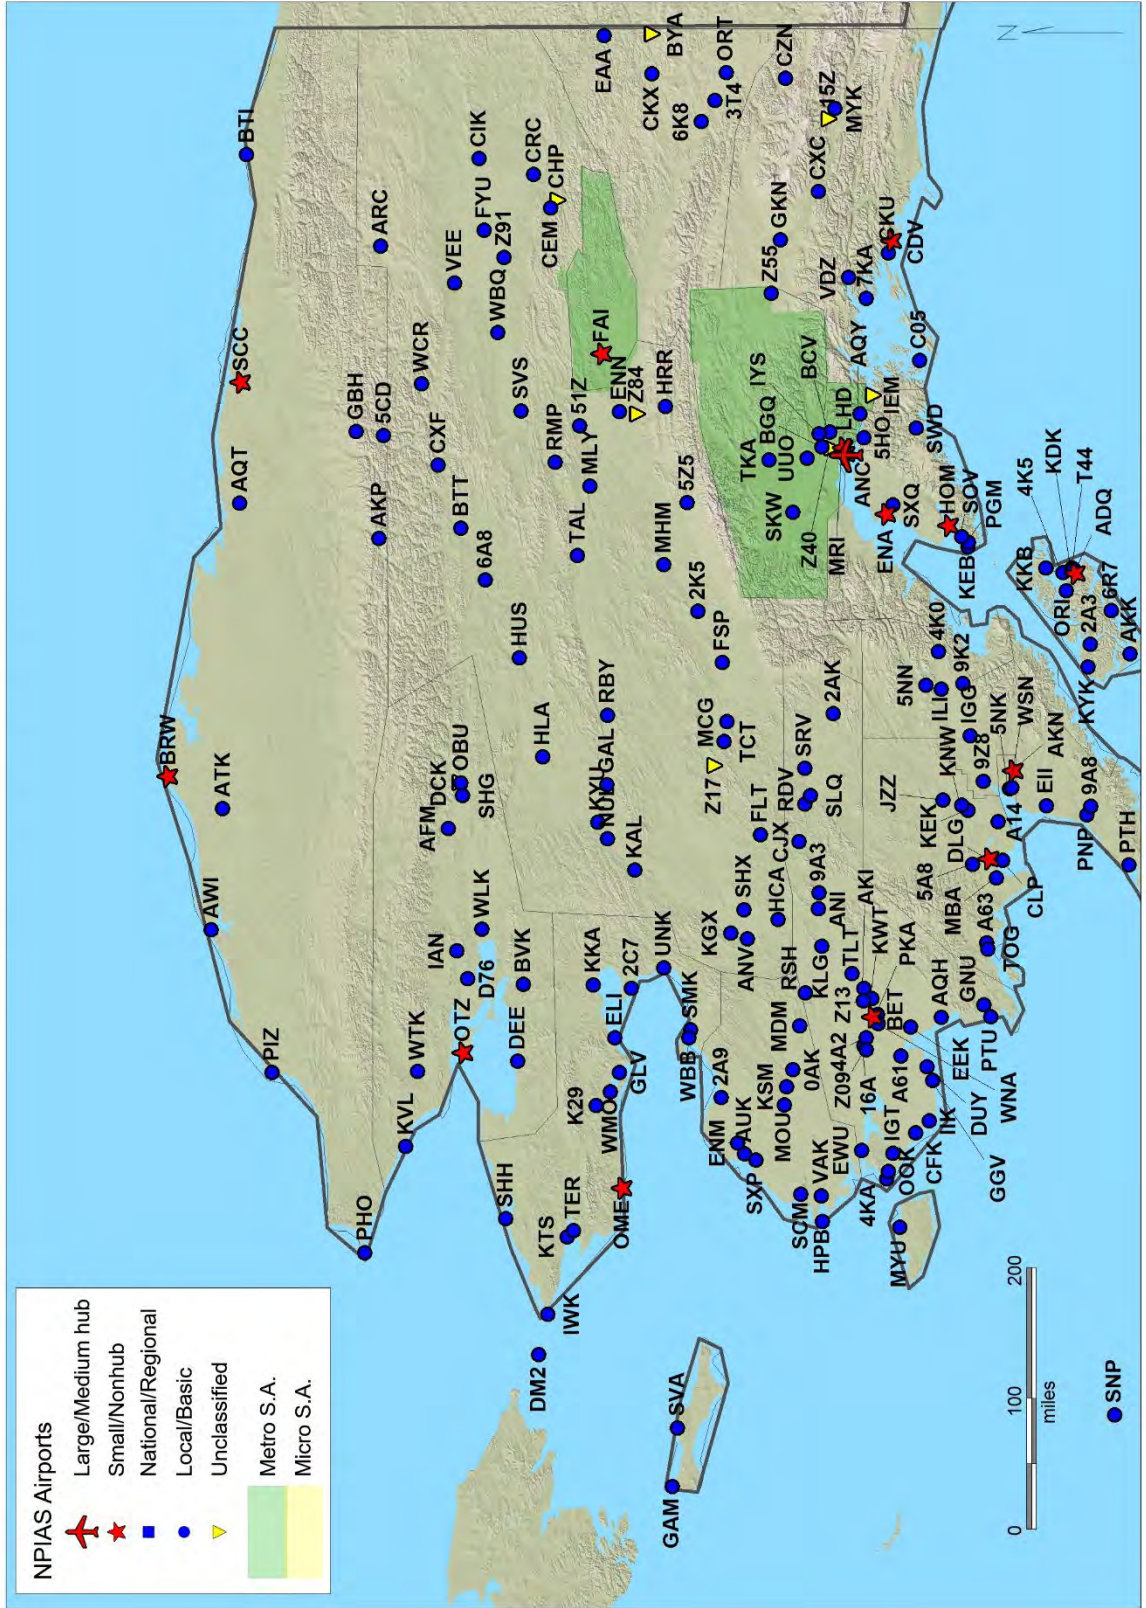 NPIAS Airports
Large/Medium hub
Small/Nonhub
National/Regional
Local/Basic
Unclassified
Metro S.A.
Micro S.A.
N
BTI
SCC
AQT
BRW
ATK
AWI
PIZ
PHO
KVL
WTK
OTZ
ARC
GBH
5CD
AKP
WCR
CXF
BTT
6A8
VEE
FYU
CIK
Z91
WBQ
CRC
CHP
CEM
SVS
EAA
CKX
BYA
6K8
3T4
ORT
CZN
15Z
MYK
CXC
GKN
Z55
VDZ
7KA
CKU
CDV
C05
FAI
ENN
Z84
HRR
51Z
RMP
MLY
TAL
5Z5
MHM
2K5
FSP
HUS
HLA
RBY
GAL
KYU
NUL
KAL
DCK
OBU
SHG
AFM
WLK
IAN
D76
BVK
DEE
KKA
2C7
ELI
GLV
K29
WMO
UNK
SHH
KTS
TER
OME
IWK
DM2
SVA
GAM
TKA
BGQ
IYS
UUO
BCV
SKW
Z40
MRI
ANC
LHD
AQY
5HO
IEM
SWD
ENA
SXQ
HOM
SOV
PGM
KEB
4K5
KDK
T44
ADQ
KKB
ORI
2A3
6R7
AKK
KYK
4K0
9K2
5NN
ILI
IGG
5NK
WSN
AKN
KNW
9Z8
EII
9A8
PNP
PTH
JZZ
KEK
DLG
A14
5A8
MBA
CLP
A63
TOG
GNU
PTU
AQH
EEK
WNA
DUY
GGV
IIK
CFK
2AK
MCG
TCT
Z17
SRV
RDV
SLQ
FLT
CJX
9A3
SHX
HCA
ANI
KGX
ANV
RSH
KLG
TLT
AKI
KWT
PKA
Z13
BET
SMK
WBB
MDM
2A9
KSM
0AK
Z09
4A2
16A
A61
MOU
AUK
ENM
SXP
EWU
IGT
OOK
VAK
SCM
HPB
4KA
MYU
0
100
200
miles
SNP